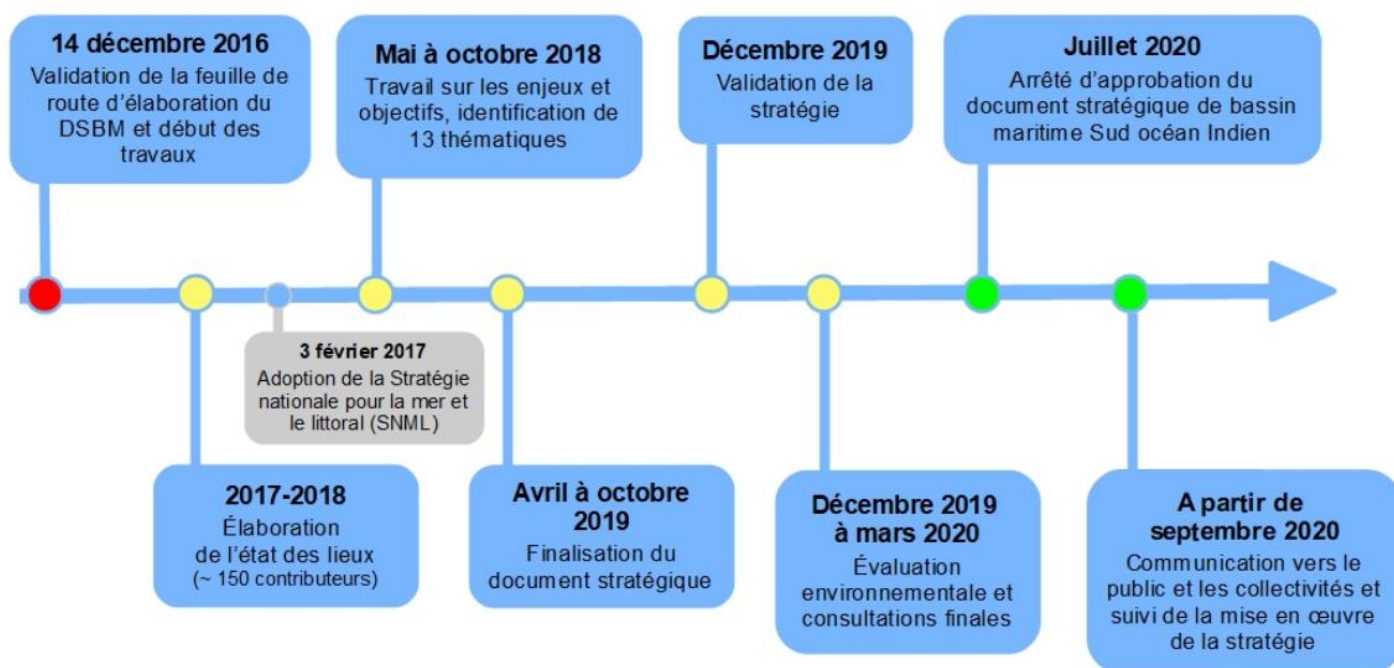 14 décembre 2016
Validation de la feuille de
route d'élaboration du
DSBM et début des
travaux
Mai à octobre 2018
Travail sur les enjeux et
objectifs, identification de
13 thématiques
Décembre 2019
Validation de la
stratégie
Juillet 2020
Arrêté d'approbation du
document stratégique de bassin
maritime Sud océan Indien
3 février 2017
Adoption de la Stratégie
nationale pour la mer et
le littoral (SNML)
2017-2018
Élaboration
de l'état des lieux
(~ 150 contributeurs)
Avril à octobre
2019
Finalisation du
document stratégique
Décembre 2019
à mars 2020
Évaluation
environnementale et
consultations finales
A partir de
septembre 2020
Communication vers le
public et les collectivités et
suivi de la mise en œuvre
de la stratégie